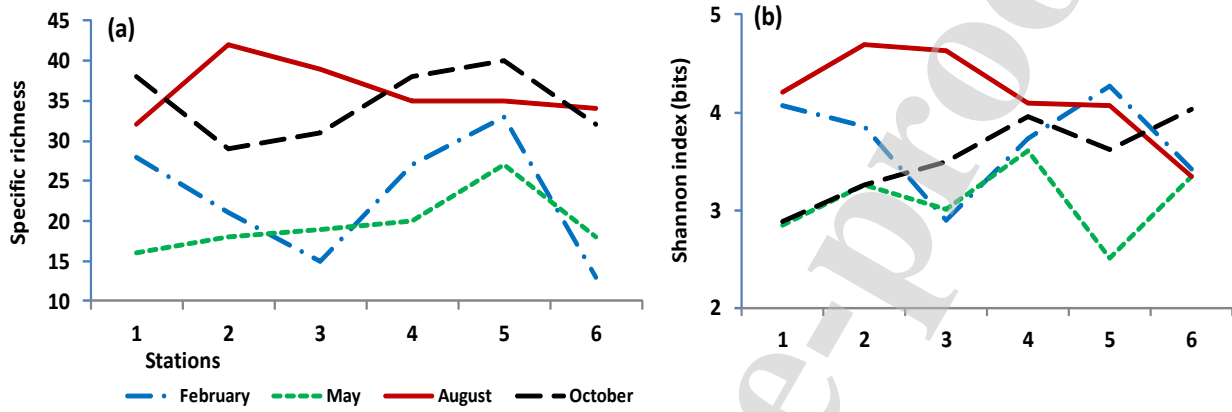 (a)
Specific richness
45
40
35
30
25
20
15
10
1 2 3 4 5 6
Stations
(b)
Shannon index (bits)
5
4
3
2
1 2 3 4 5 6
February May August October
e-proo